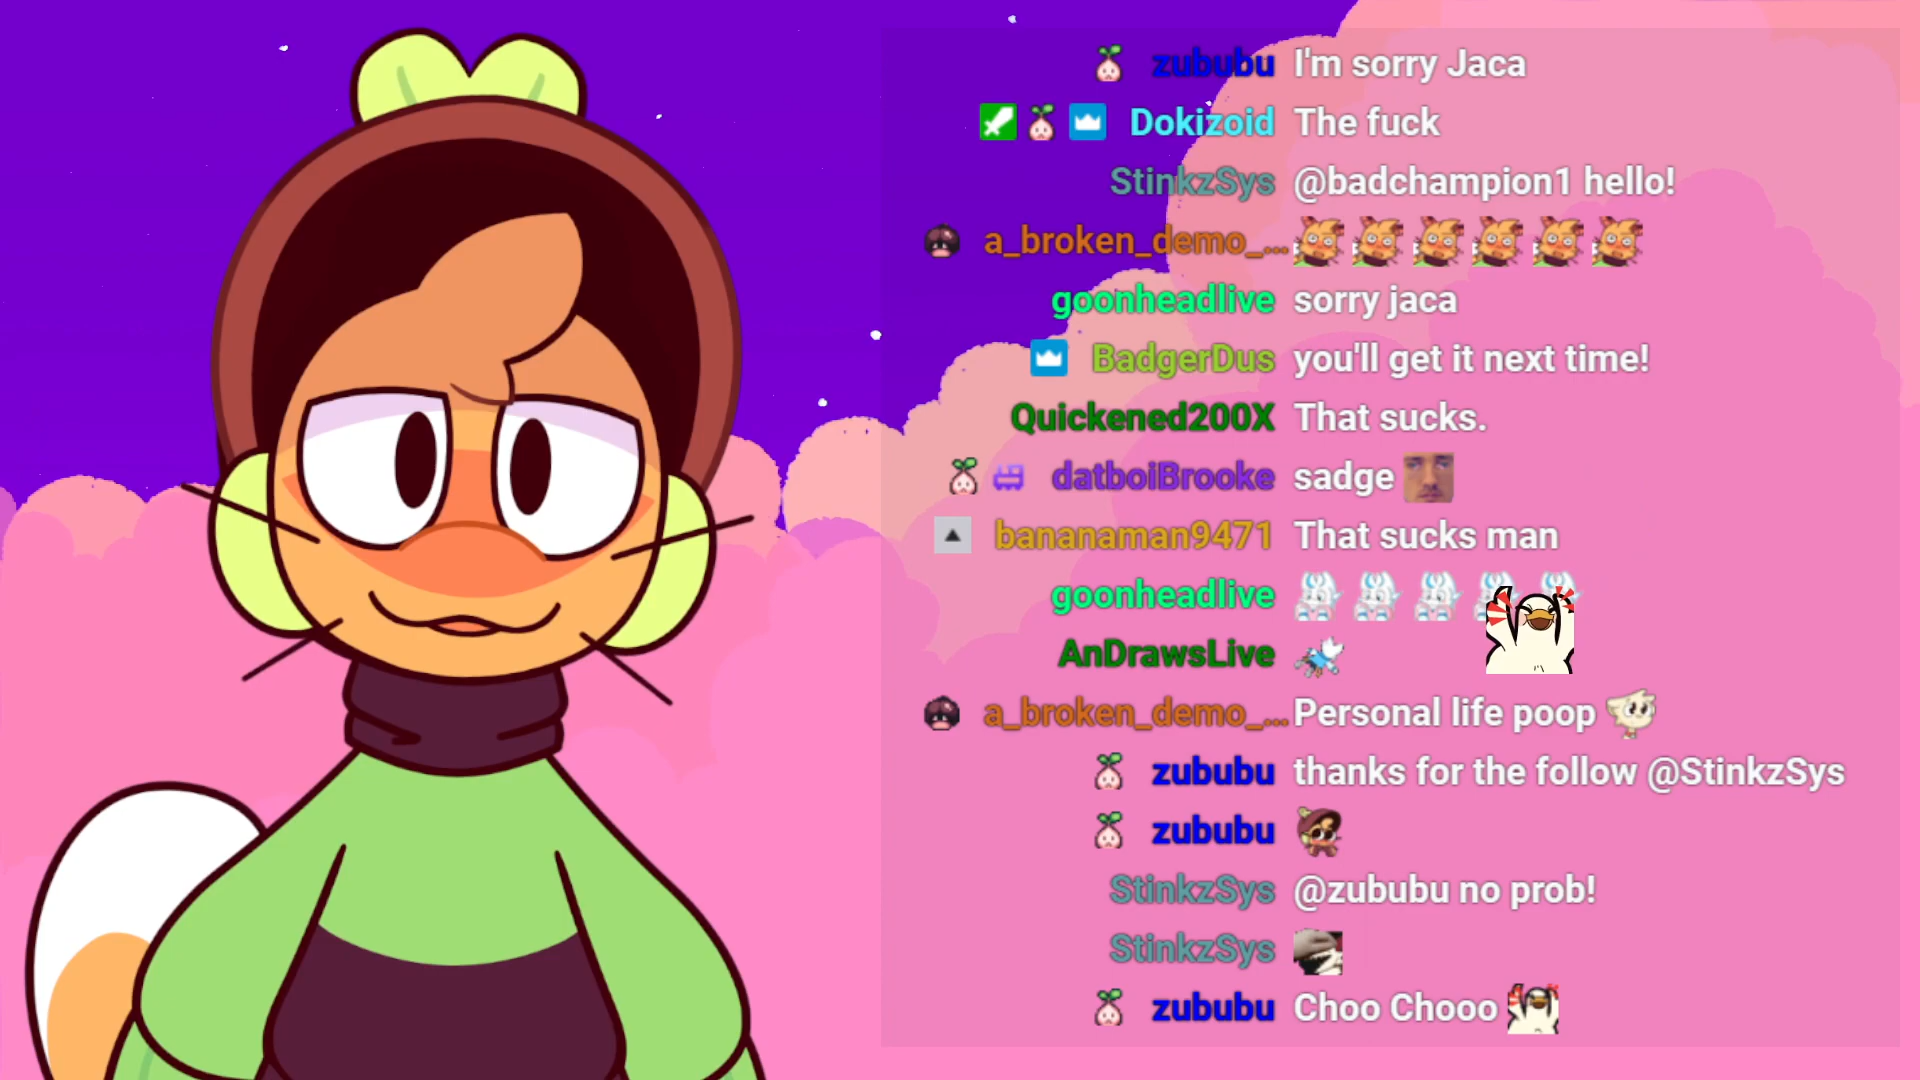 zububu I'm sorry Jaca
Dokizoid The fuck
StinkzSys @badchampion1 hello!
a_broken_demo_...
goonheadlive sorry jaca
BadgerDus you'll get it next time!
Quickened200X That sucks.
datboiBrooke sadge
bananaman9471 That sucks man
goonheadlive
AnDrawsLive
a_broken_demo_... Personal life poop
zububu thanks for the follow @StinkzSys
zububu
StinkzSys @zububu no prob!
StinkzSys
zububu Choo Chooo